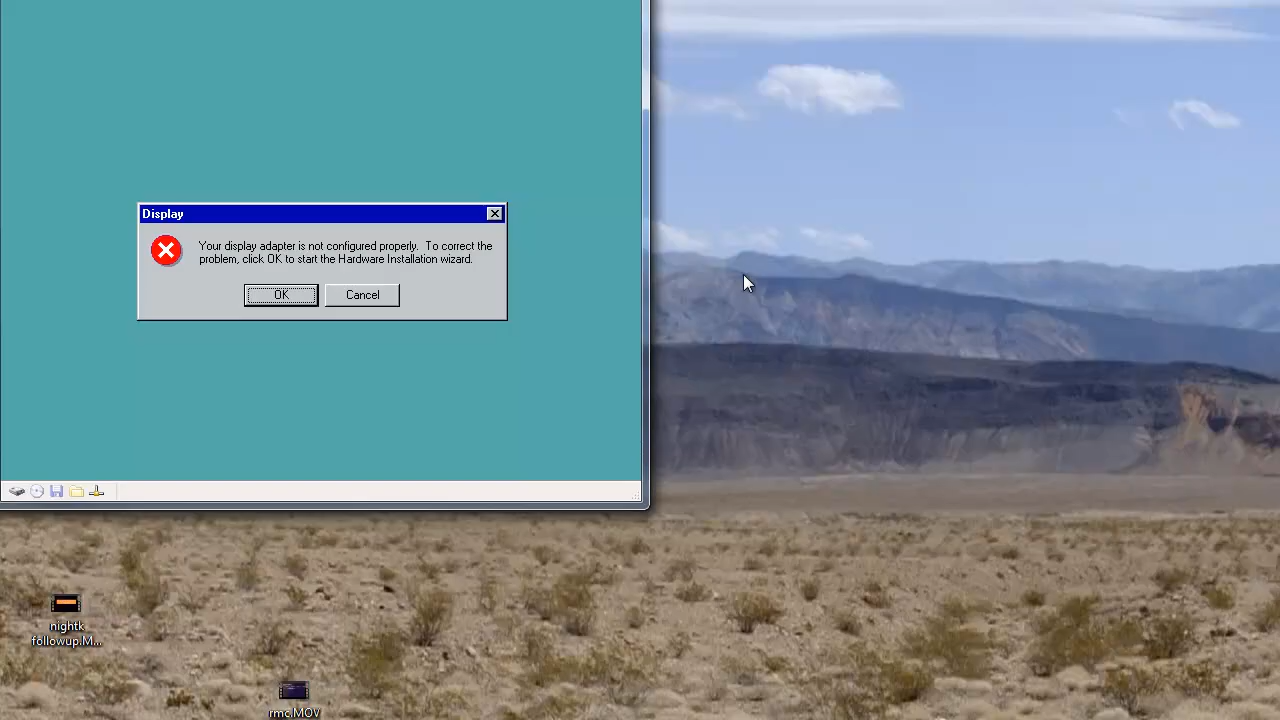 Display
Your display adapter is not configured properly.  To correct the
problem, click OK to start the Hardware Installation wizard.
OK
Cancel
nightk
followup.M...
rmc.MOV